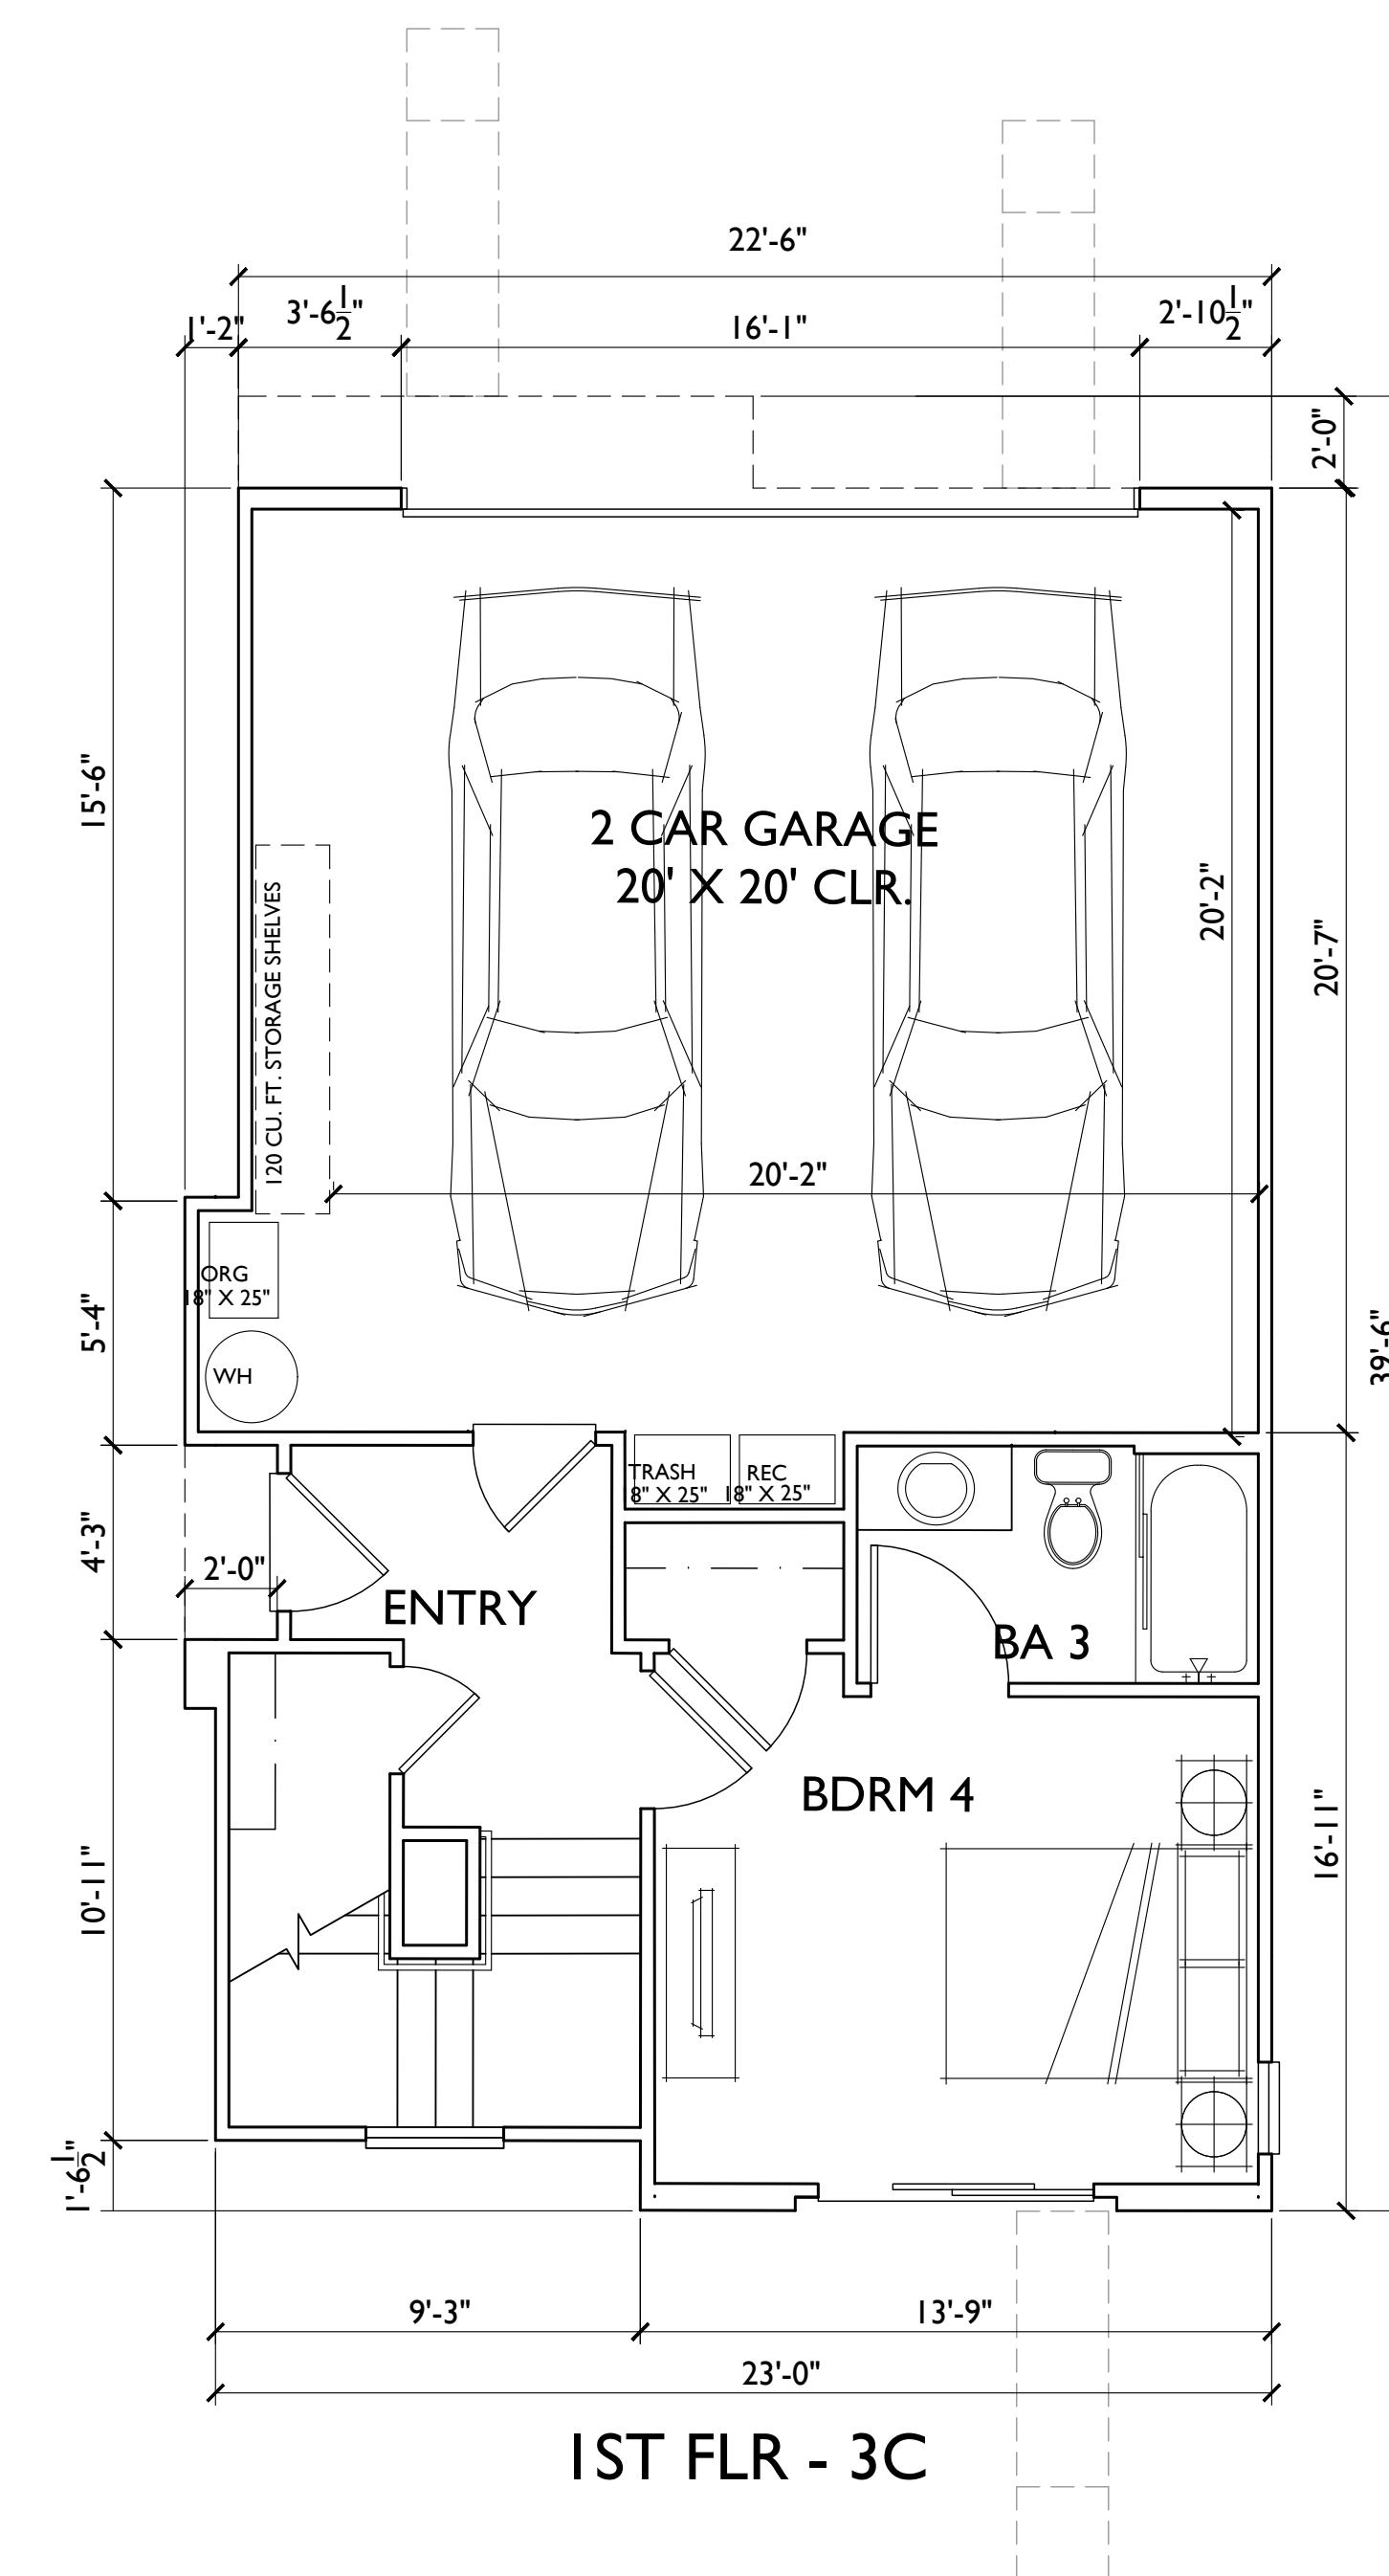 22'-6"
1'-2"
3'-6 1/2"
16'-1"
2'-10 1/2"
2'-0"
15'-6"
2 CAR GARAGE
20' X 20' CLR.
20'-2"
20'-7"
120 CU. FT. STORAGE SHELVES
20'-2"
ORG
18" X 25"
5'-4"
39'-6"
WH
TRASH
18" X 25"
REC
18" X 25"
4'-3"
2'-0"
ENTRY
BA 3
BDRM 4
10'-11"
16'-11"
1'-6 1/2"
9'-3"
13'-9"
23'-0"
1ST FLR - 3C